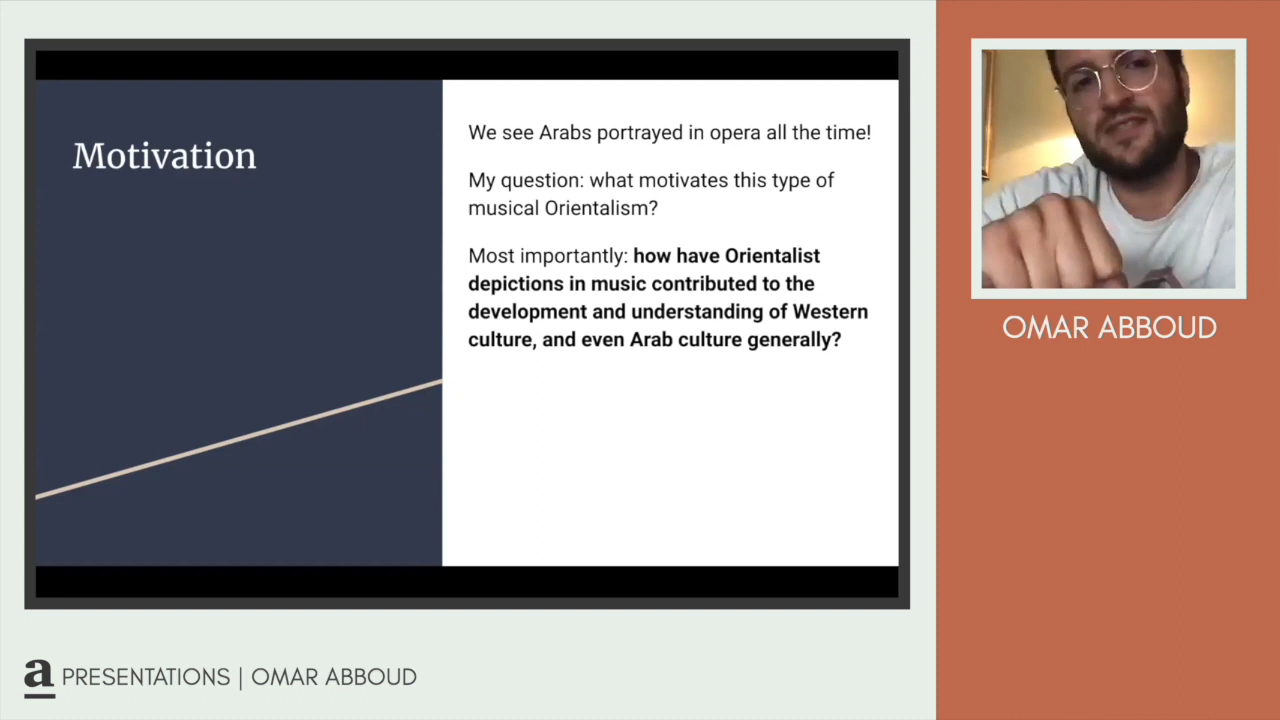 Motivation
We see Arabs portrayed in opera all the time!
My question: what motivates this type of
musical Orientalism?
Most importantly: how have Orientalist
depictions in music contributed to the
development and understanding of Western
culture, and even Arab culture generally?
OMAR ABBOUD
a PRESENTATIONS | OMAR ABBOUD